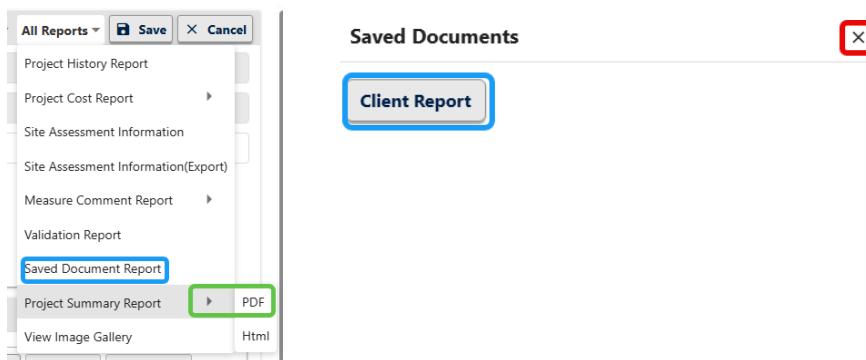 All Reports Save Cancel
Project History Report
Project Cost Report
Site Assessment Information
Site Assessment Information(Export)
Measure Comment Report
Validation Report
Saved Document Report
Project Summary Report PDF
View Image Gallery Html
Saved Documents
Client Report